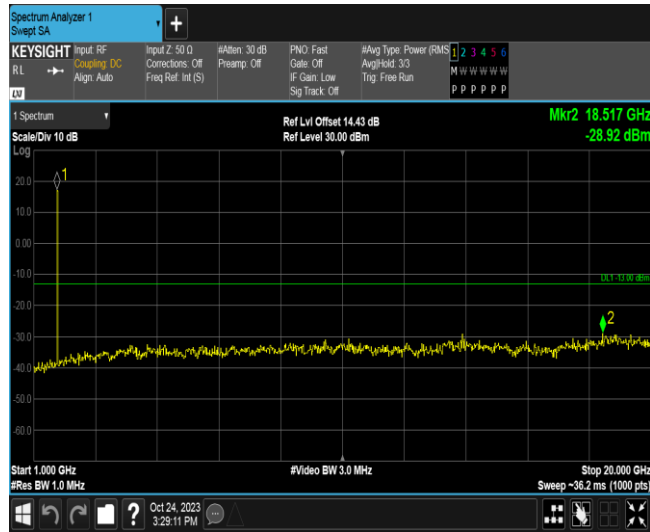 Spectrum Analyzer 1
Swept SA
+
KEYSIGHT
RL
LXI
Input: RF
Coupling: DC
Align: Auto
Input Z: 50 Ω
Corrections: Off
Freq Ref: Int (S)
#Atten: 30 dB
Preamp: Off
PNO: Fast
Gate: Off
IF Gain: Low
Sig Track: Off
#Avg Type: Power (RMS
Avg|Hold: 3/3
Trig: Free Run
1 2 3 4 5 6
M W W W W W
P P P P P P
1 Spectrum
Scale/Div 10 dB
Log
Ref Lvl Offset 14.43 dB
Ref Level 30.00 dBm
Mkr2 18.517 GHz
-28.92 dBm
1
20.0
10.0
0.00
-10.0
DL1 -13.00 dBm
-20.0
2
-30.0
-40.0
-50.0
-60.0
Start 1.000 GHz
#Res BW 1.0 MHz
#Video BW 3.0 MHz
Stop 20.000 GHz
Sweep ~36.2 ms (1000 pts)
?
Oct 24, 2023
3:29:11 PM